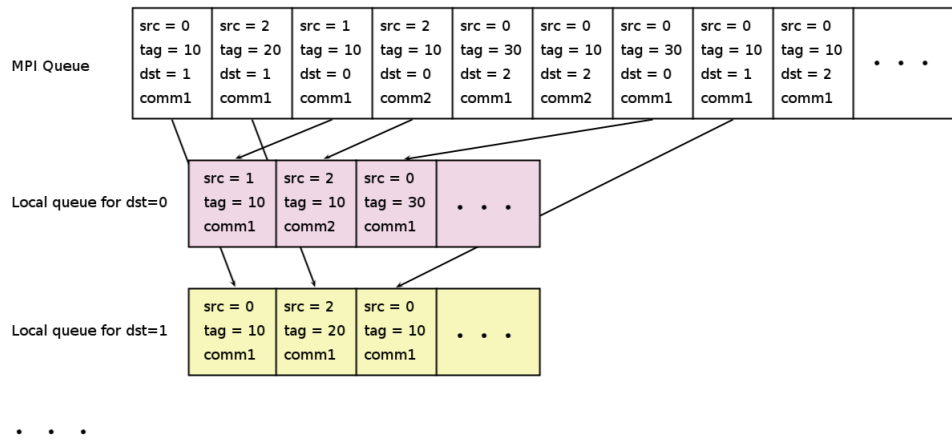 src = 0 src = 2 src = 1 src = 2 src = 0 src = 0 src = 0 src = 0 src = 0
tag = 10 tag = 20 tag = 10 tag = 10 tag = 30 tag = 10 tag = 30 tag = 10 tag = 10
MPI Queue
dst = 1 dst = 1 dst = 0 dst = 0 dst = 2 dst = 2 dst = 0 dst = 1 dst = 2
. . .
comm1 comm1 comm1 comm2 comm1 comm2 comm1 comm1 comm1
src = 1 src = 2 src = 0
Local queue for dst=0 tag = 10 tag = 10 tag = 30 . . .
comm1 comm2 comm1
src = 0 src = 2 src = 0
Local queue for dst=1 tag = 10 tag = 20 tag = 10 . . .
comm1 comm1 comm1
. . .